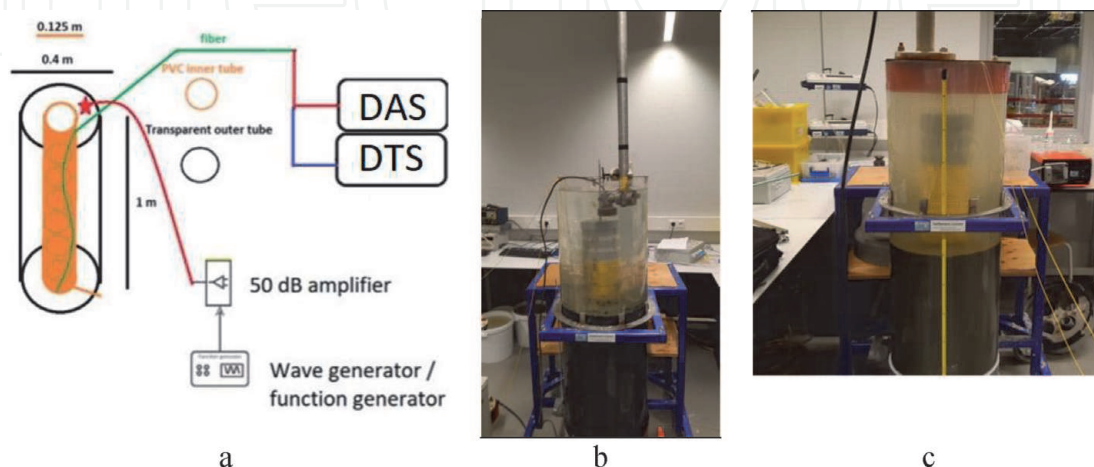 0.125 m
0.4 m
fiber
PVC inner tube
Transparent outer tube
1 m
DAS
DTS
50 dB amplifier
Wave generator /
function generator
a
b
c